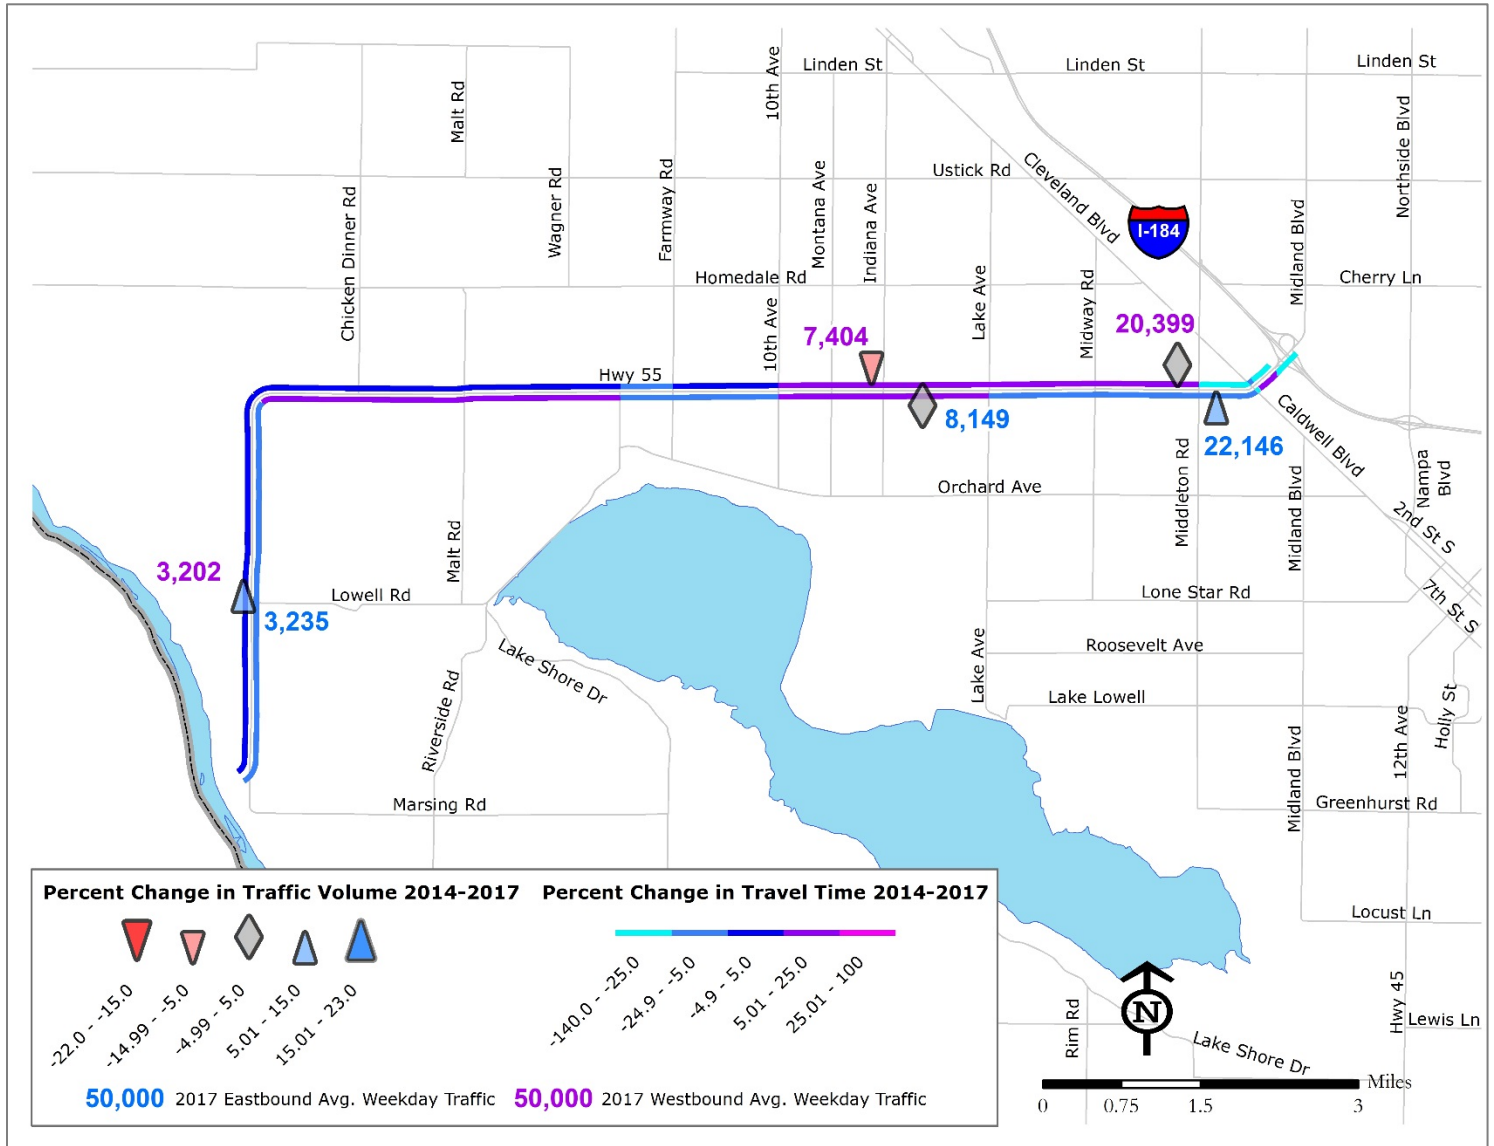 Linden St
Linden St
Linden St
10th Ave
Malt Rd
Northside Blvd
Ustick Rd
Cleveland Blvd
Montana Ave
Wagner Rd
Farmway Rd
Indiana Ave
Chicken Dinner Rd
I-184
Midland Blvd
Homedale Rd
Cherry Ln
Lake Ave
Midway Rd
10th Ave
7,404
20,399
Hwy 55
8,149
22,146
Caldwell Blvd
Orchard Ave
Middleton Rd
Midland Blvd
Nampa
Blvd
2nd St S
Malt Rd
3,202
3,235
Lowell Rd
Lone Star Rd
7th St S
Lake Shore Dr
Roosevelt Ave
Lake Ave
Lake Lowell
Riverside Rd
Holly St
12th Ave
Midland Blvd
Marsing Rd
Greenhurst Rd
Locust Ln
Hwy 45
Lewis Ln
Rim Rd
Lake Shore Dr
N
Percent Change in Traffic Volume 2014-2017
-22.0 - -15.0
-14.99 - -5.0
-4.99 - 5.0
5.01 - 15.0
15.01 - 23.0
Percent Change in Travel Time 2014-2017
-140.0 - -25.0
-24.9 - -5.0
-4.9 - 5.0
5.01 - 25.0
25.01 - 100
50,000 2017 Eastbound Avg. Weekday Traffic
50,000 2017 Westbound Avg. Weekday Traffic
Miles
0 0.75 1.5 3